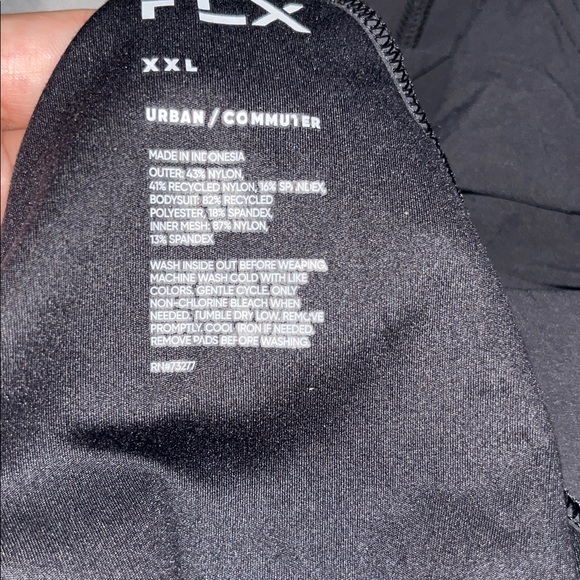 FLX
XXL
URBAN / COMMUTER
MADE IN INDONESIA
OUTER: 43% NYLON,
41% RECYCLED NYLON, 16% SPANDEX,
BODYSUIT: 82% RECYCLED
POLYESTER, 18% SPANDEX,
INNER MESH: 87% NYLON,
13% SPANDEX
WASH INSIDE OUT BEFORE WEARING.
MACHINE WASH COLD WITH LIKE
COLORS. GENTLE CYCLE. ONLY
NON-CHLORINE BLEACH WHEN
NEEDED. TUMBLE DRY LOW. REMOVE
PROMPTLY. COOL IRON IF NEEDED.
REMOVE PADS BEFORE WASHING.
RN#73277